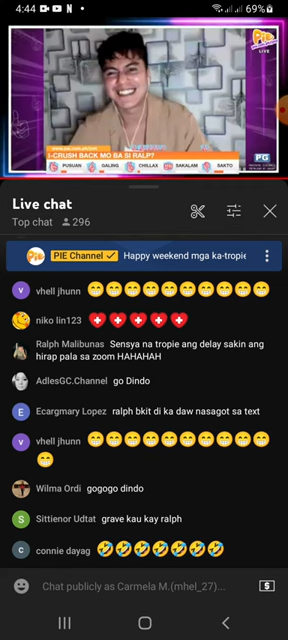 4:44
69%
Pie
LIVE
I-CRUSH BACK MO BA SI RALPH?
PUSUAN GALING CHILLAX SAKALAM SAKTO
PG
Live chat
Top chat 296
Pie PIE Channel Happy weekend mga ka-tropie
v vhell jhunn 😁😁😁😁😁😁😁😁😁😁
niko lin123
Ralph Malibunas Sensya na tropie ang delay sakin ang
hirap pala sa zoom HAHAHAH
AdlesGC.Channel go Dindo
E Ecargmary Lopez ralph bkit di ka daw nasagot sa text
v vhell jhunn 😁😁😁😁😁😁😁😁😁😁
😁
Wilma Ordi gogogo dindo
S Sittienor Udtat grave kau kay ralph
c connie dayag 🤣🤣🤣🤣🤣🤣🤣
Chat publicly as Carmela M.(mhel_27)...